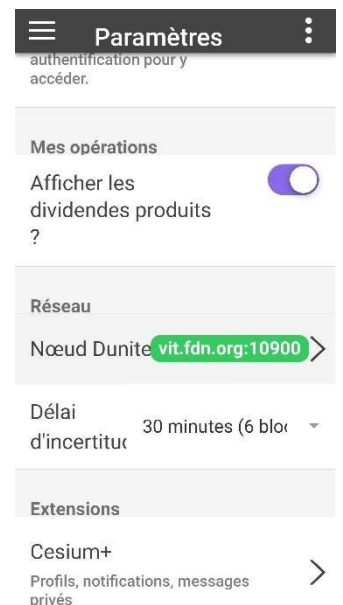 Paramètres
authentification pour y
accéder.
Mes opérations
Afficher les
dividendes produits
?
Réseau
Nœud Dunite vit.fdn.org:10900
Délai
d'incertitu
30 minutes (6 blo
Extensions
Cesium+
Profils, notifications, messages
privés